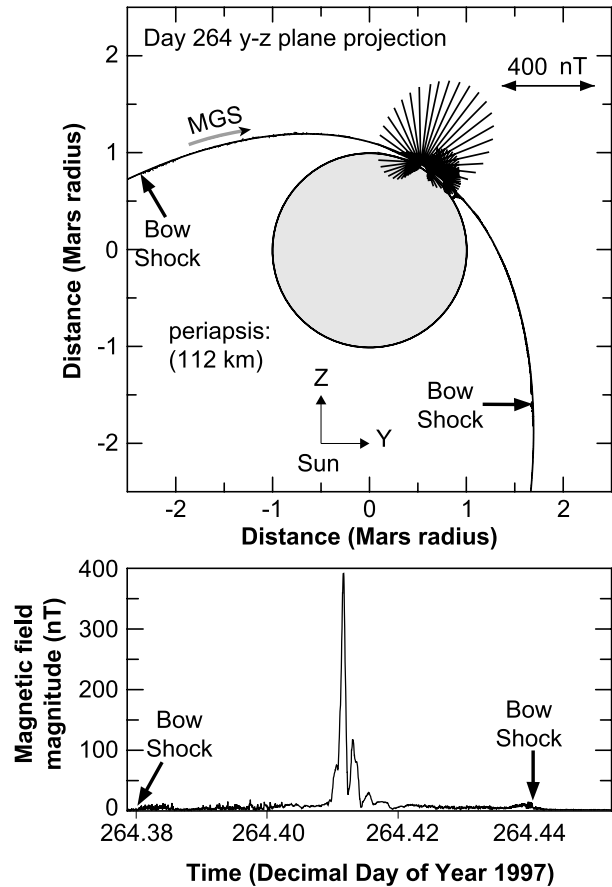 Day 264 y-z plane projection
400 nT
MGS
Bow
Shock
periapsis:
(112 km)
Z
Y
Sun
Bow
Shock
Distance (Mars radius)
2
1
0
-1
-2
-2
-1
0
1
2
Distance (Mars radius)
Magnetic field
magnitude (nT)
400
300
200
100
0
Bow
Shock
Bow
Shock
264.38
264.40
264.42
264.44
Time (Decimal Day of Year 1997)